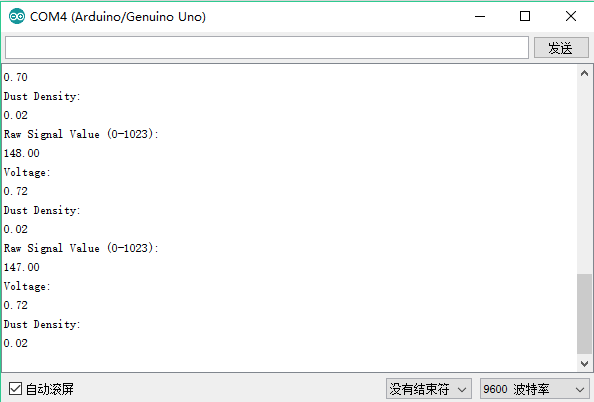 COM4 (Arduino/Genuino Uno)
发送
0.70
Dust Density:
0.02
Raw Signal Value (0-1023):
148.00
Voltage:
0.72
Dust Density:
0.02
Raw Signal Value (0-1023):
147.00
Voltage:
0.72
Dust Density:
0.02
自动滚屏
没有结束符
9600 波特率